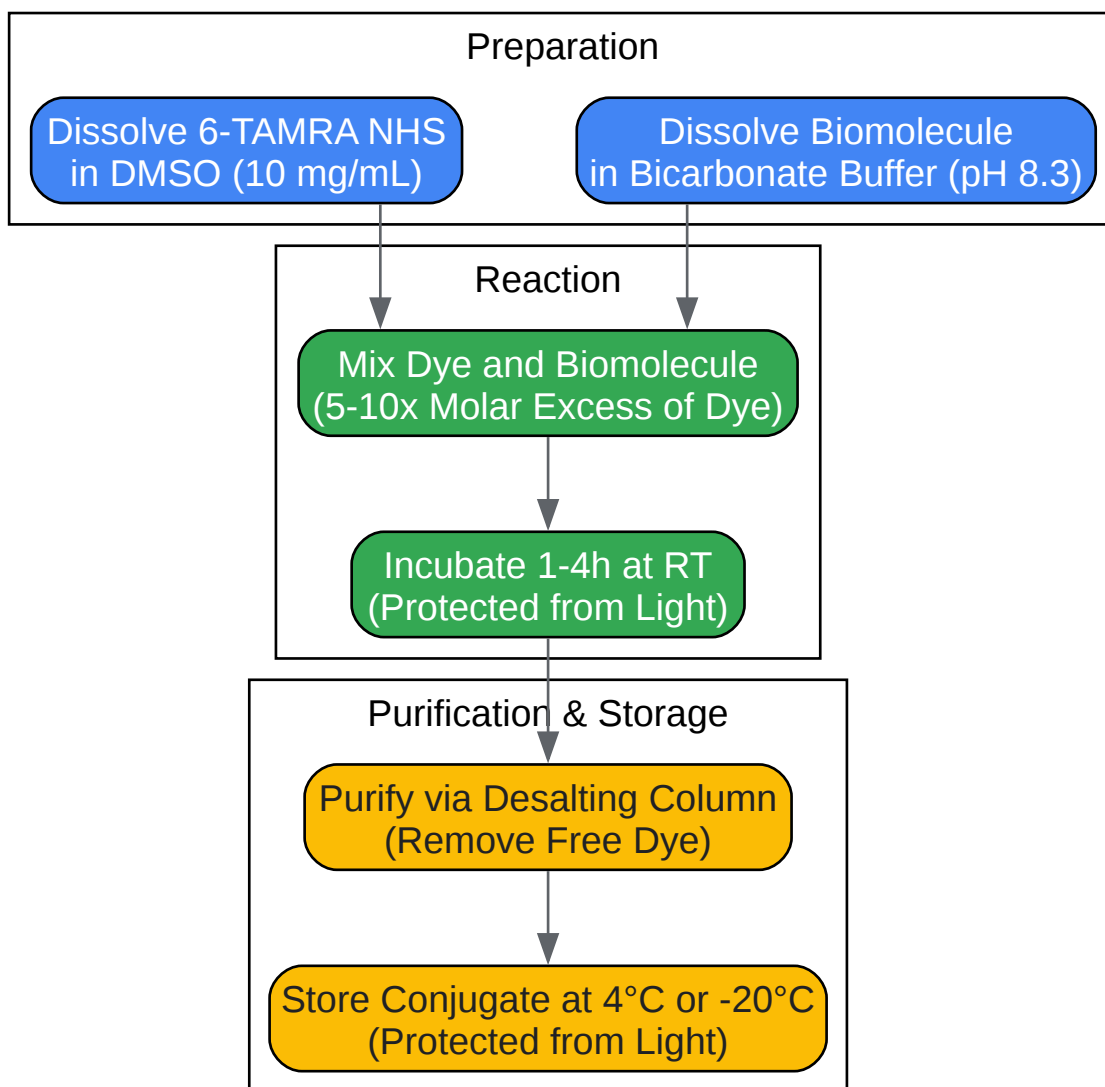 Preparation
Dissolve 6-TAMRA NHS
in DMSO (10 mg/mL)
Dissolve Biomolecule
in Bicarbonate Buffer (pH 8.3)
Reaction
Mix Dye and Biomolecule
(5-10x Molar Excess of Dye)
Incubate 1-4h at RT
(Protected from Light)
Purification & Storage
Purify via Desalting Column
(Remove Free Dye)
Store Conjugate at 4°C or -20°C
(Protected from Light)